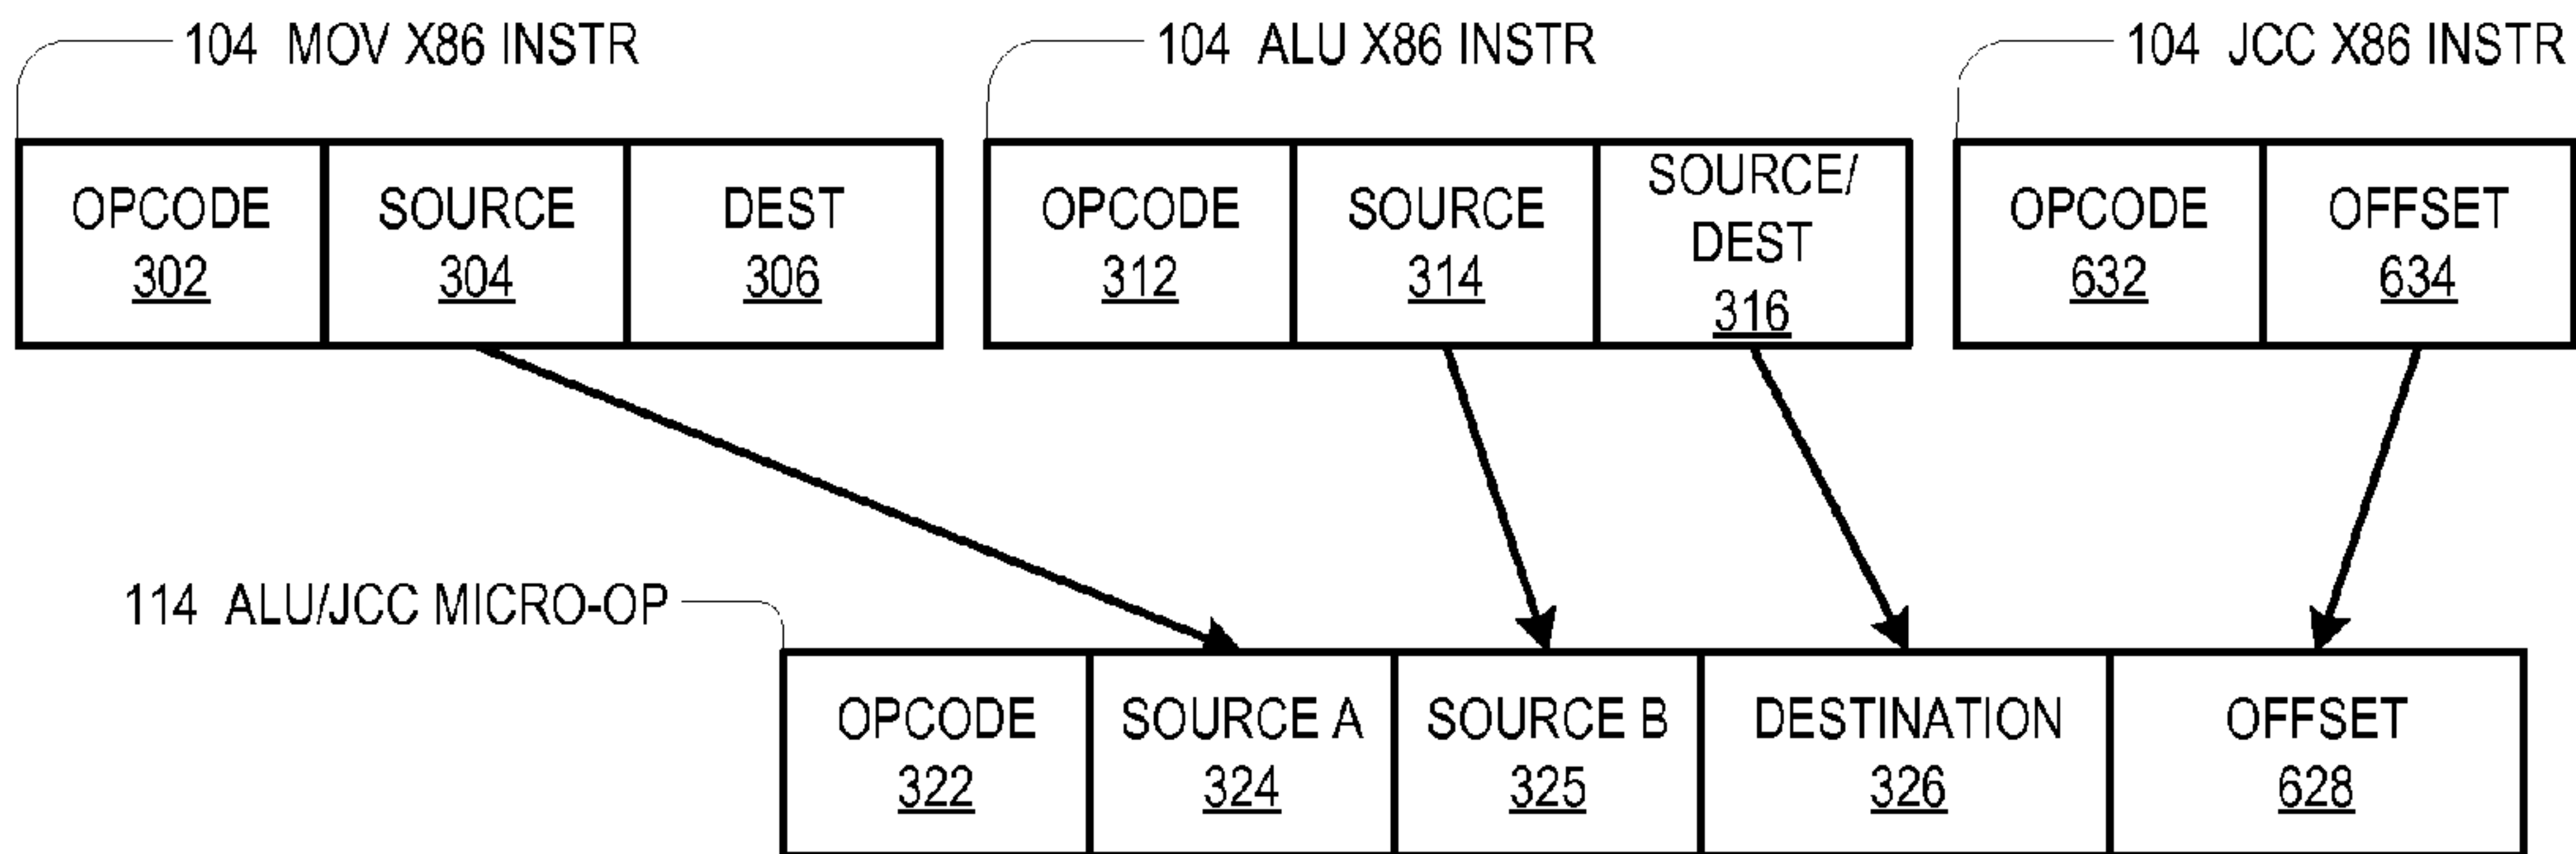 104 MOV X86 INSTR
104 ALU X86 INSTR
104 JCC X86 INSTR
OPCODE
302
SOURCE
304
DEST
306
OPCODE
312
SOURCE
314
SOURCE/
DEST
316
OPCODE
632
OFFSET
634
114 ALU/JCC MICRO-OP
OPCODE
322
SOURCE A
324
SOURCE B
325
DESTINATION
326
OFFSET
628